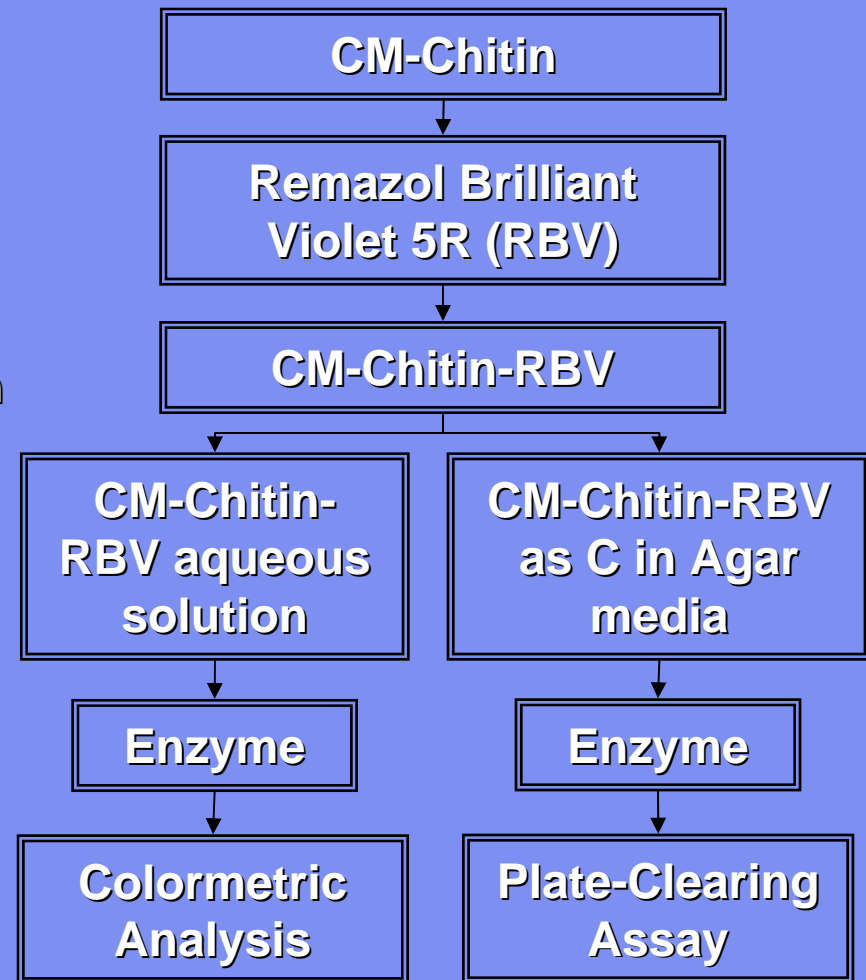 CM-Chitin
Remazol Brilliant
Violet 5R (RBV)
CM-Chitin-RBV
CM-Chitin-
RBV aqueous
solution
CM-Chitin-RBV
as C in Agar
media
Enzyme
Enzyme
Colormetric
Analysis
Plate-Clearing
Assay